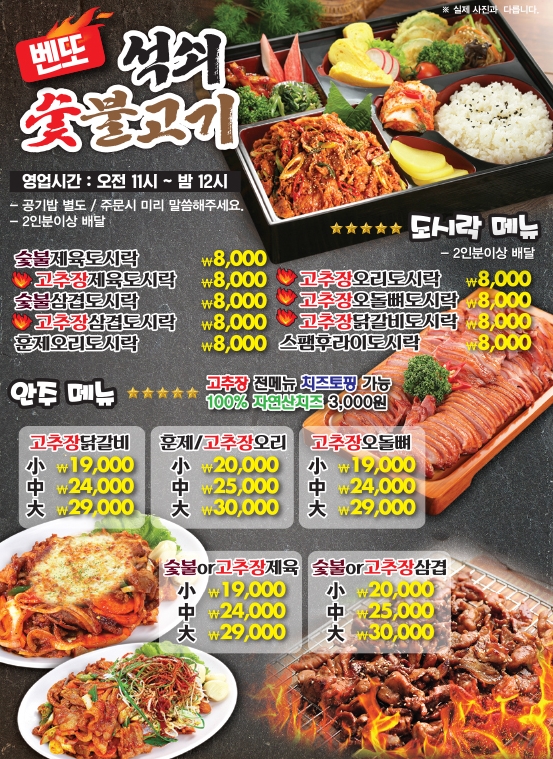 ※ 실제 사진과 다릅니다.
벤또 석쇠
숯불고기
영업시간 : 오전 11시 ~ 밤 12시
- 공기밥 별도 / 주문시 미리 말씀해주세요.
- 2인분이상 배달
★★★★★ 도시락 메뉴
- 2인분이상 배달
숯불제육도시락 ₩8,000
고추장제육도시락 ₩8,000
숯불삼겹도시락 ₩8,000
고추장삼겹도시락 ₩8,000
훈제오리도시락 ₩8,000
고추장오리도시락 ₩8,000
고추장오돌뼈도시락 ₩8,000
고추장닭갈비도시락 ₩8,000
스팸후라이도시락 ₩8,000
안주 메뉴 ★★★★★
고추장 전메뉴 치즈토핑 가능
100% 자연산치즈 3,000원
고추장닭갈비
小 ₩19,000
中 ₩24,000
大 ₩29,000
훈제/고추장오리
小 ₩20,000
中 ₩25,000
大 ₩30,000
고추장오돌뼈
小 ₩19,000
中 ₩24,000
大 ₩29,000
숯불or고추장제육
小 ₩19,000
中 ₩24,000
大 ₩29,000
숯불or고추장삼겹
小 ₩20,000
中 ₩25,000
大 ₩30,000